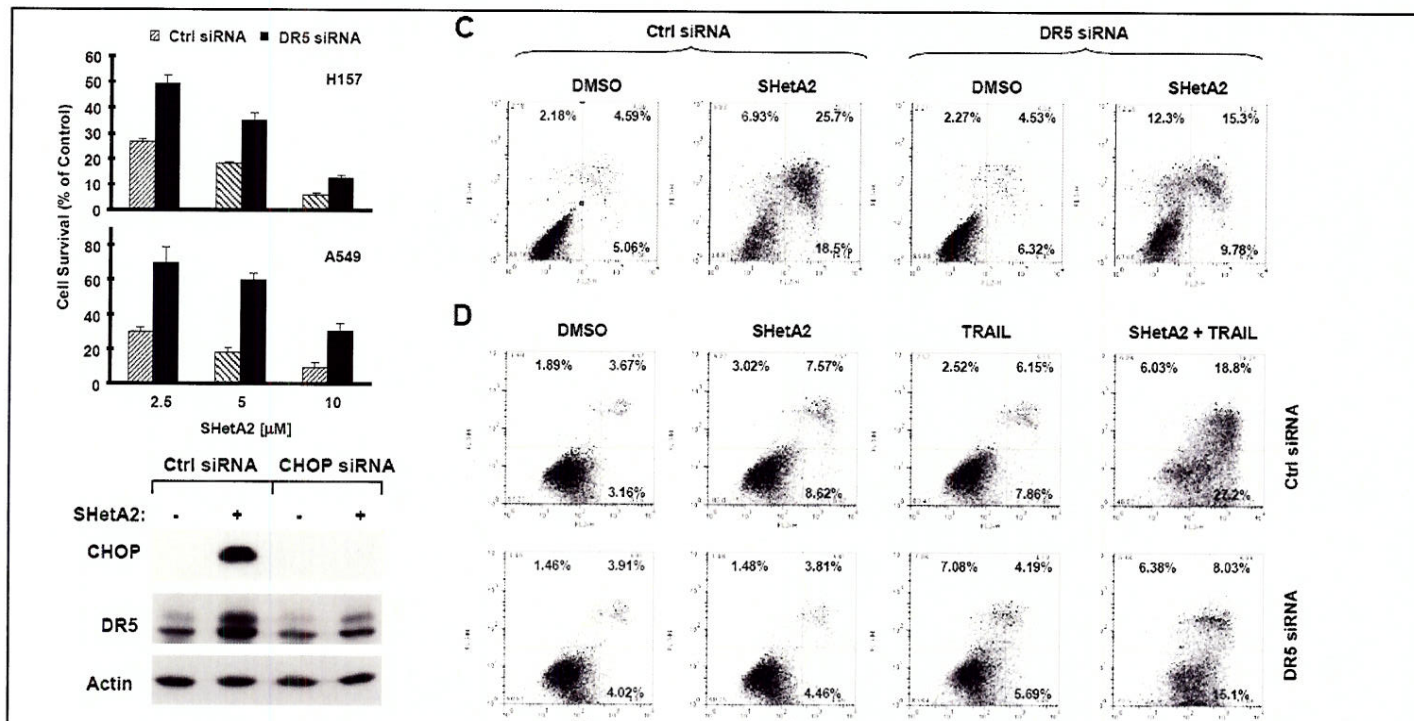 Ctrl siRNA DR5 siRNA
Cell Survival (% of Control)
60
50
40
30
20
10
0
H157
80
60
40
20
0
A549
2.5 5 10
SHetA2 [μM]
Ctrl siRNA CHOP siRNA
SHetA2: - + - +
CHOP
DR5
Actin
C
Ctrl siRNA DR5 siRNA
DMSO SHetA2 DMSO SHetA2
2.18% 4.59% 6.93% 25.7% 2.27% 4.53% 12.3% 15.3%
5.06% 18.5% 6.32% 9.78%
D
DMSO SHetA2 TRAIL SHetA2 + TRAIL
1.89% 3.67% 3.02% 7.57% 2.52% 6.15% 6.03% 18.8%
3.16% 8.62% 7.86% 27.2%
Ctrl siRNA
1.46% 3.91% 1.48% 3.81% 7.08% 4.19% 6.38% 8.03%
4.02% 4.46% 5.69% 15.1%
DR5 siRNA